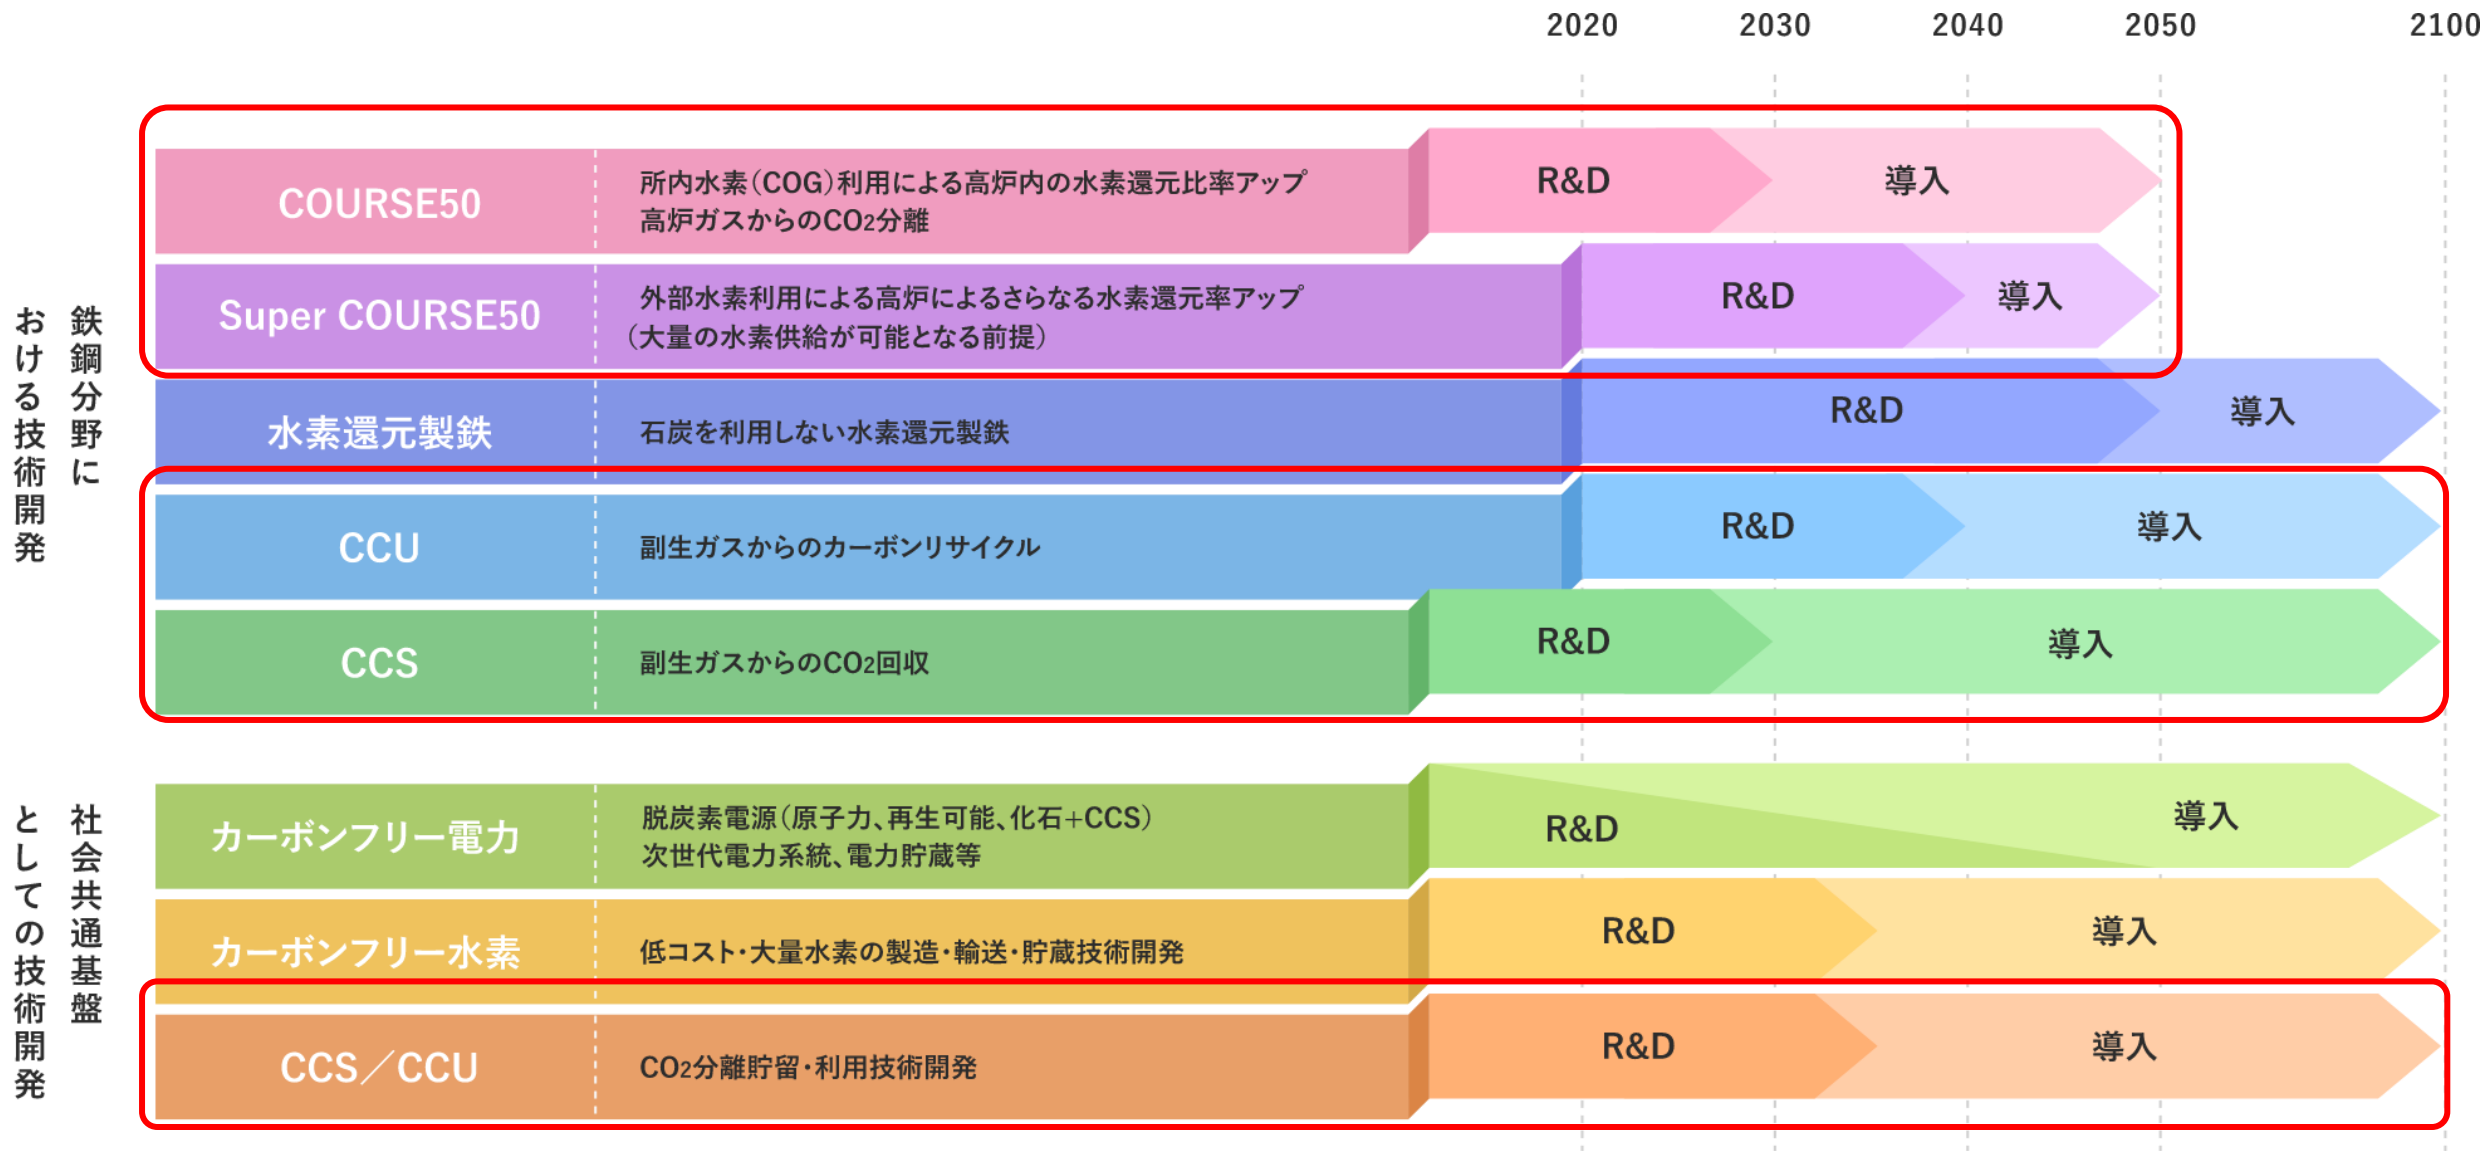 2020 2030 2040 2050 2100
鉄鋼分野に
おける技術開発
COURSE50
所内水素(COG)利用による高炉内の水素還元比率アップ
高炉ガスからのCO2分離
R&D 導入
Super COURSE50
外部水素利用による高炉によるさらなる水素還元率アップ
(大量の水素供給が可能となる前提)
R&D 導入
水素還元製鉄
石炭を利用しない水素還元製鉄
R&D 導入
CCU
副生ガスからのカーボンリサイクル
R&D 導入
CCS
副生ガスからのCO2回収
R&D 導入
社会共通基盤
としての技術開発
カーボンフリー電力
脱炭素電源(原子力、再生可能、化石+CCS)
次世代電力系統、電力貯蔵等
R&D 導入
カーボンフリー水素
低コスト・大量水素の製造・輸送・貯蔵技術開発
R&D 導入
CCS/CCU
CO2分離貯留・利用技術開発
R&D 導入